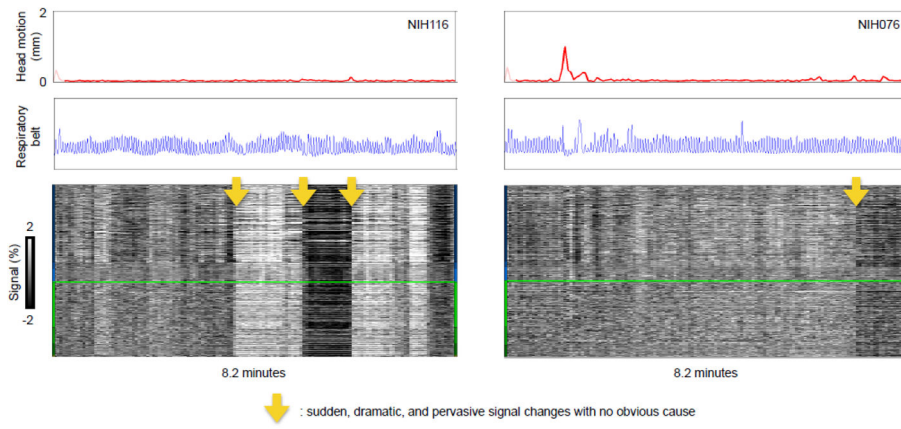 NIH116
NIH076
Head motion
(mm)
2
0
Respiratory
belt
Signal (%)
2
-2
8.2 minutes
8.2 minutes
: sudden, dramatic, and pervasive signal changes with no obvious cause